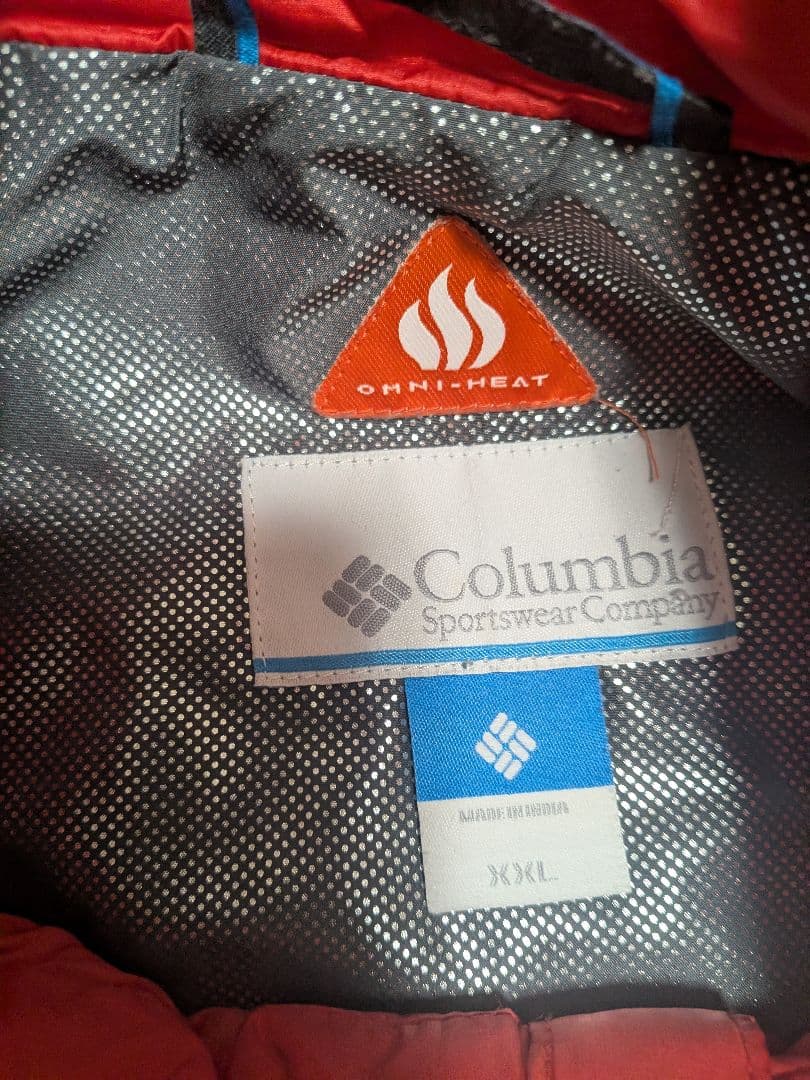 OMNI-HEAT
Columbia
Sportswear Company
MADE IN INDIA
XXL